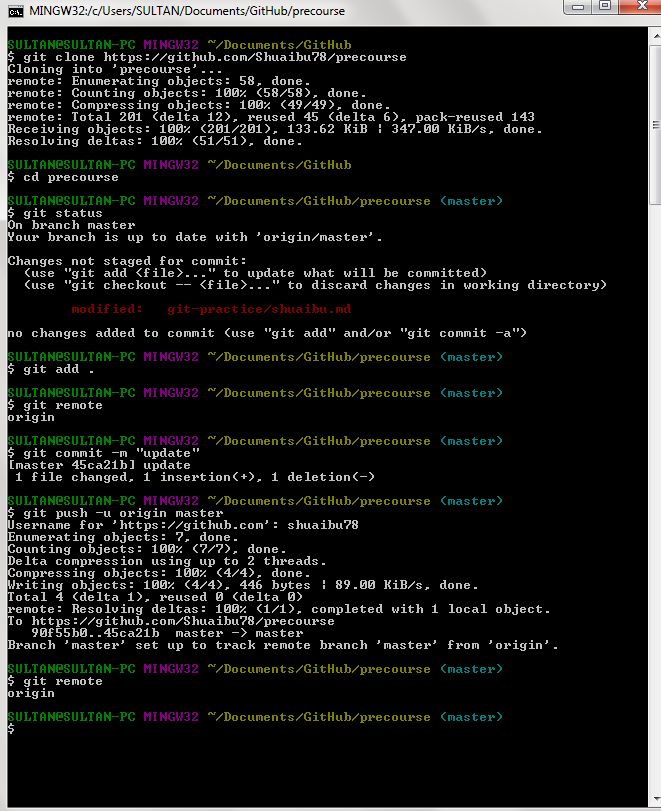 MINGW32:/c/Users/SULTAN/Documents/GitHub/precourse
SULTAN@SULTAN-PC MINGW32 ~/Documents/GitHub
$ git clone https://github.com/Shuaibu78/precourse
Cloning into 'precourse'...
remote: Enumerating objects: 58, done.
remote: Counting objects: 100% (58/58), done.
remote: Compressing objects: 100% (49/49), done.
remote: Total 201 (delta 12), reused 45 (delta 6), pack-reused 143
Receiving objects: 100% (201/201), 133.62 KiB ¦ 347.00 KiB/s, done.
Resolving deltas: 100% (51/51), done.
SULTAN@SULTAN-PC MINGW32 ~/Documents/GitHub
$ cd precourse
SULTAN@SULTAN-PC MINGW32 ~/Documents/GitHub/precourse (master)
$ git status
On branch master
Your branch is up to date with 'origin/master'.
Changes not staged for commit:
  (use "git add <file>..." to update what will be committed)
  (use "git checkout -- <file>..." to discard changes in working directory)
        modified:   git-practice/shuaibu.md
no changes added to commit (use "git add" and/or "git commit -a")
SULTAN@SULTAN-PC MINGW32 ~/Documents/GitHub/precourse (master)
$ git add .
SULTAN@SULTAN-PC MINGW32 ~/Documents/GitHub/precourse (master)
$ git remote
origin
SULTAN@SULTAN-PC MINGW32 ~/Documents/GitHub/precourse (master)
$ git commit -m "update"
[master 45ca21b] update
 1 file changed, 1 insertion(+), 1 deletion(-)
SULTAN@SULTAN-PC MINGW32 ~/Documents/GitHub/precourse (master)
$ git push -u origin master
Username for 'https://github.com': shuaibu78
Enumerating objects: 7, done.
Counting objects: 100% (7/7), done.
Delta compression using up to 2 threads.
Compressing objects: 100% (4/4), done.
Writing objects: 100% (4/4), 446 bytes ¦ 89.00 KiB/s, done.
Total 4 (delta 1), reused 0 (delta 0)
remote: Resolving deltas: 100% (1/1), completed with 1 local object.
To https://github.com/Shuaibu78/precourse
   90f55b0..45ca21b  master -> master
Branch 'master' set up to track remote branch 'master' from 'origin'.
SULTAN@SULTAN-PC MINGW32 ~/Documents/GitHub/precourse (master)
$ git remote
origin
SULTAN@SULTAN-PC MINGW32 ~/Documents/GitHub/precourse (master)
$